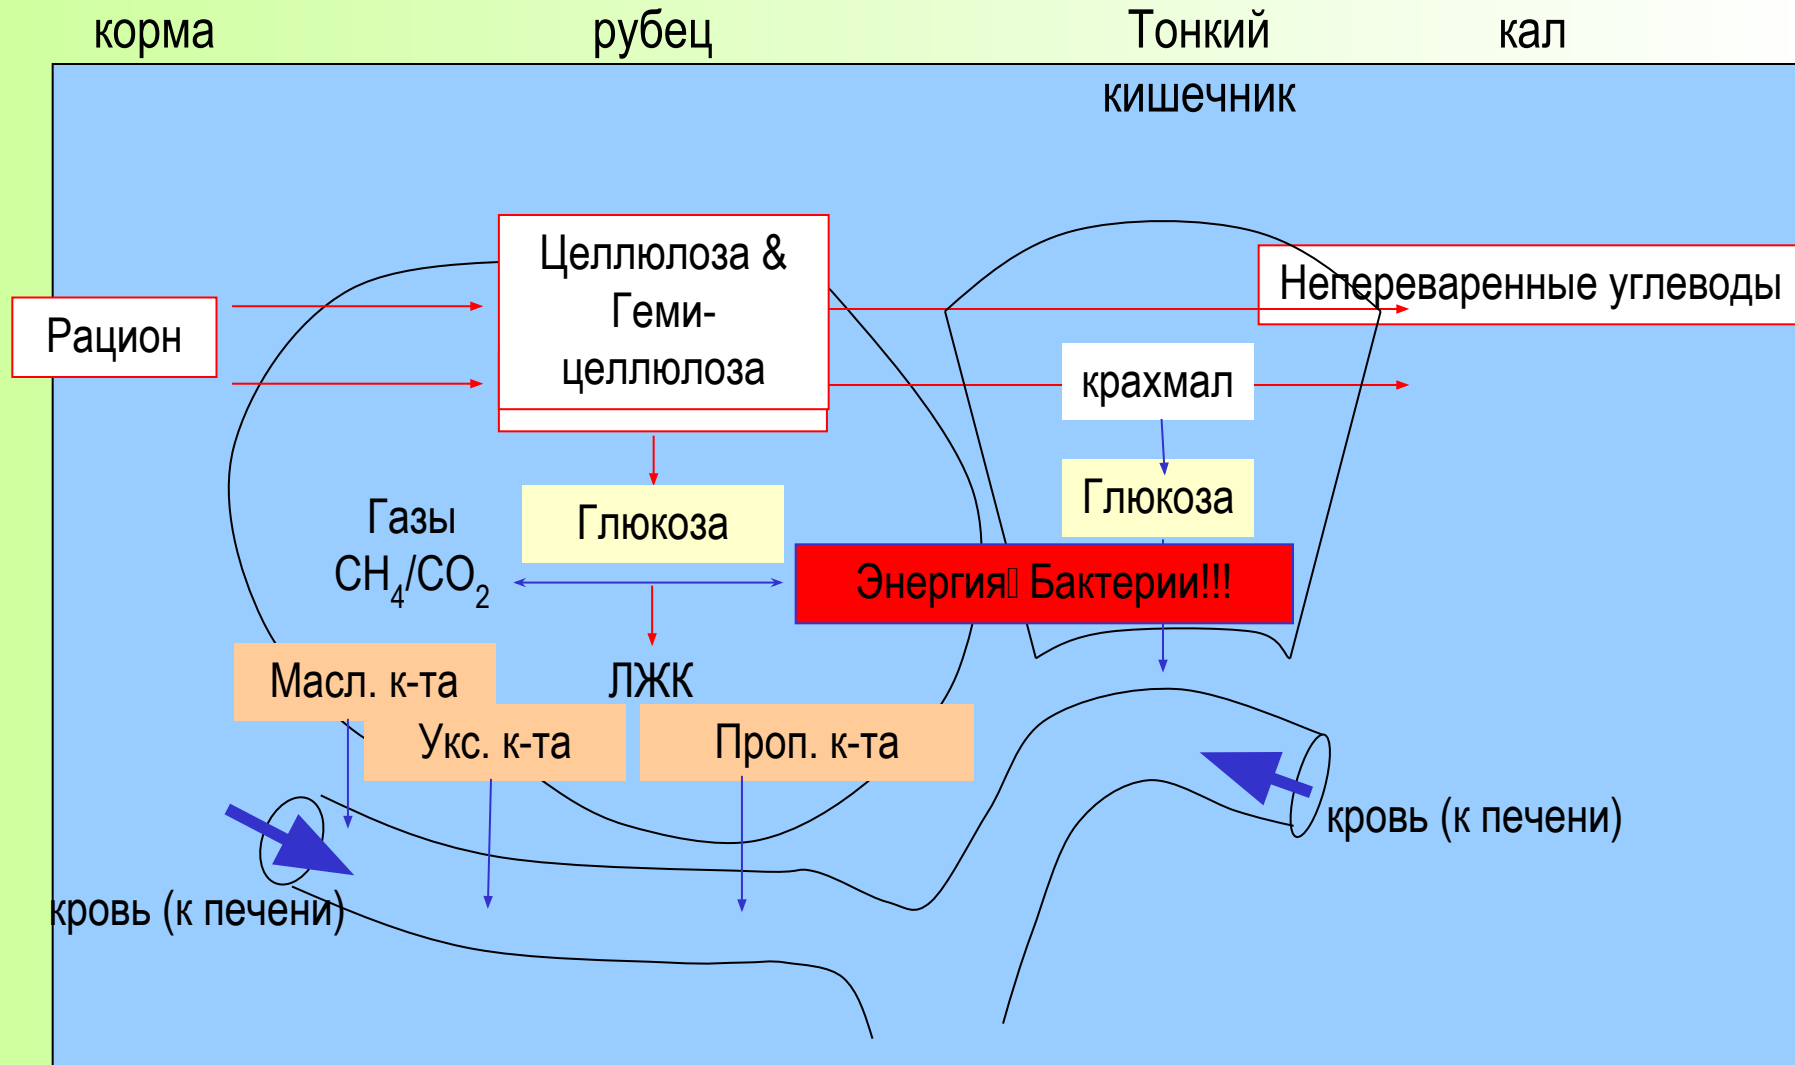 корма
рубец
Тонкий
кал
кишечник
Целлюлоза &
Геми-
целлюлоза
Непереваренные углеводы
Рацион
крахмал
Глюкоза
Глюкоза
Газы
CH4/CO2
Энергия Бактерии!!!
Масл. к-та
ЛЖК
Укс. к-та
Проп. к-та
кровь (к печени)
кровь (к печени)